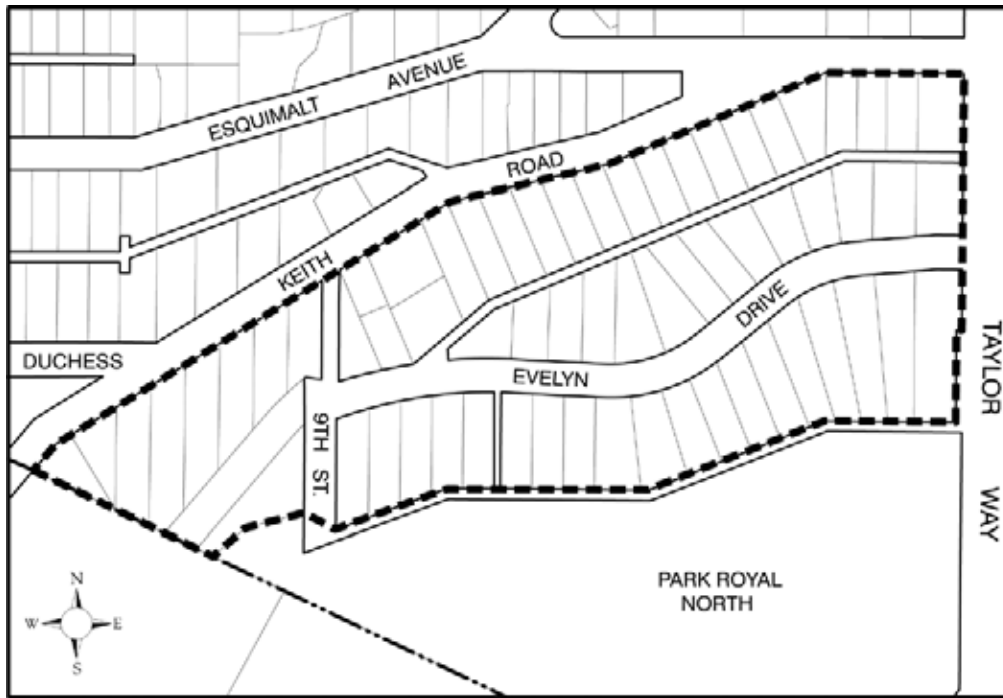 ESQUIMALT AVENUE
KEITH ROAD
DUCHESS
EVELYN DRIVE
9TH ST.
TAYLOR WAY
PARK ROYAL
NORTH
N
W E
S